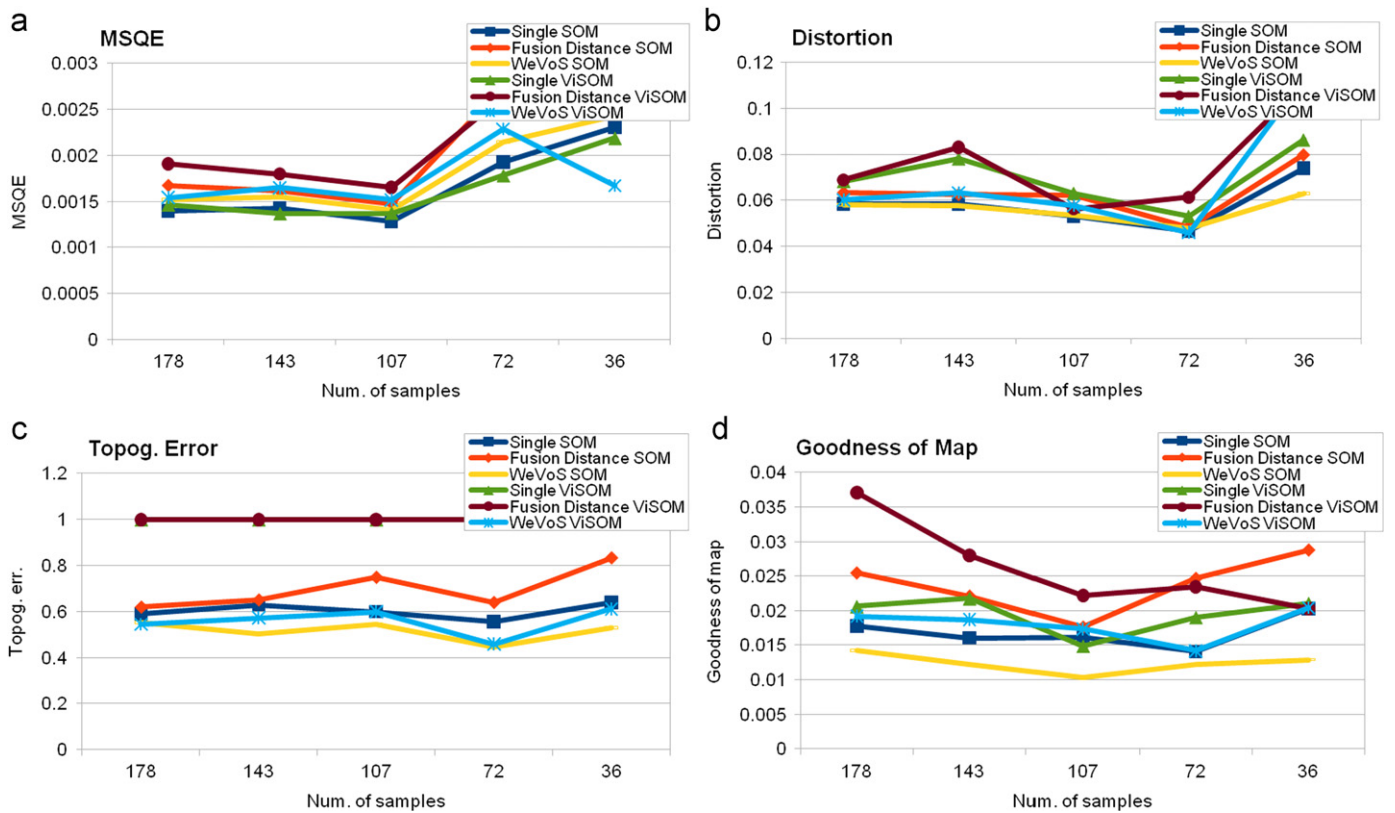 a
MSQE
Single SOM
Fusion Distance SOM
WeVoS SOM
Single ViSOM
Fusion Distance ViSOM
WeVoS ViSOM
0.003
0.0025
0.002
0.0015
0.001
0.0005
0
MSQE
178 143 107 72 36
Num. of samples
b
Distortion
Single SOM
Fusion Distance SOM
WeVoS SOM
Single ViSOM
Fusion Distance ViSOM
WeVoS ViSOM
0.12
0.1
0.08
0.06
0.04
0.02
0
Distortion
178 143 107 72 36
Num. of samples
c
Topog. Error
Single SOM
Fusion Distance SOM
WeVoS SOM
Single ViSOM
Fusion Distance ViSOM
WeVoS ViSOM
1.2
1
0.8
0.6
0.4
0.2
0
Topog. err.
178 143 107 72 36
Num. of samples
d
Goodness of Map
Single SOM
Fusion Distance SOM
WeVoS SOM
Single ViSOM
Fusion Distance ViSOM
WeVoS ViSOM
0.04
0.035
0.03
0.025
0.02
0.015
0.01
0.005
0
Goodness of map
178 143 107 72 36
Num. of samples